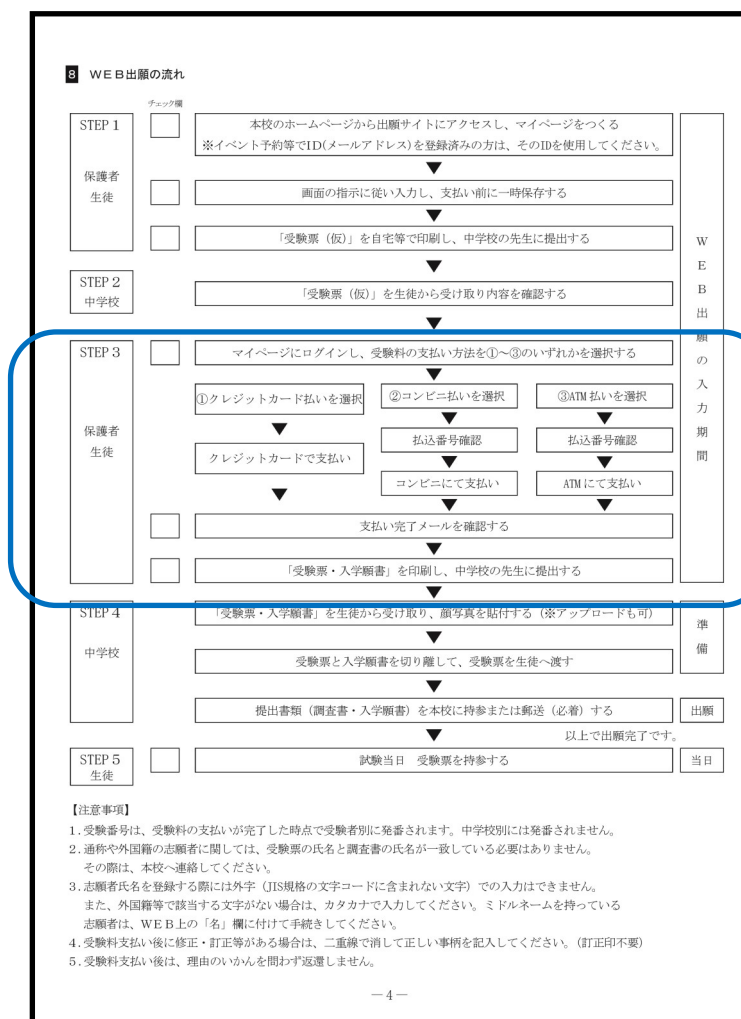 8 WEB出願の流れ
チェック欄
STEP 1
保護者
生徒
本校のホームページから出願サイトにアクセスし、マイページをつくる
※イベント予約等でID(メールアドレス)を登録済みの方は、そのIDを使用してください。
画面の指示に従い入力し、支払い前に一時保存する
「受験票（仮）」を自宅等で印刷し、中学校の先生に提出する
STEP 2
中学校
「受験票（仮）」を生徒から受け取り内容を確認する
STEP 3
保護者
生徒
マイページにログインし、受験料の支払い方法を①～③のいずれかを選択する
①クレジットカード払いを選択
クレジットカードで支払い
②コンビニ払いを選択
払込番号確認
コンビニにて支払い
③ATM払いを選択
払込番号確認
ATMにて支払い
支払い完了メールを確認する
「受験票・入学願書」を印刷し、中学校の先生に提出する
WEB出願の入力期間
STEP 4
中学校
「受験票・入学願書」を生徒から受け取り、顔写真を貼付する（※アップロードも可）
受験票と入学願書を切り離して、受験票を生徒へ渡す
準備
提出書類（調査書・入学願書）を本校に持参または郵送（必着）する
出願
以上で出願完了です。
STEP 5
生徒
試験当日　受験票を持参する
当日
【注意事項】
1．受験番号は、受験料の支払いが完了した時点で受験者別に発番されます。中学校別には発番されません。
2．通称や外国籍の志願者に関しては、受験票の氏名と調査書の氏名が一致している必要はありません。
その際は、本校へ連絡してください。
3．志願者氏名を登録する際には外字（JIS規格の文字コードに含まれない文字）での入力はできません。
また、外国籍等で該当する文字がない場合は、カタカナで入力してください。ミドルネームを持っている
志願者は、WEB上の「名」欄に付けて手続きしてください。
4．受験料支払い後に修正・訂正等がある場合は、二重線で消して正しい事柄を記入してください。（訂正印不要）
5．受験料支払い後は、理由のいかんを問わず返還しません。
―4―